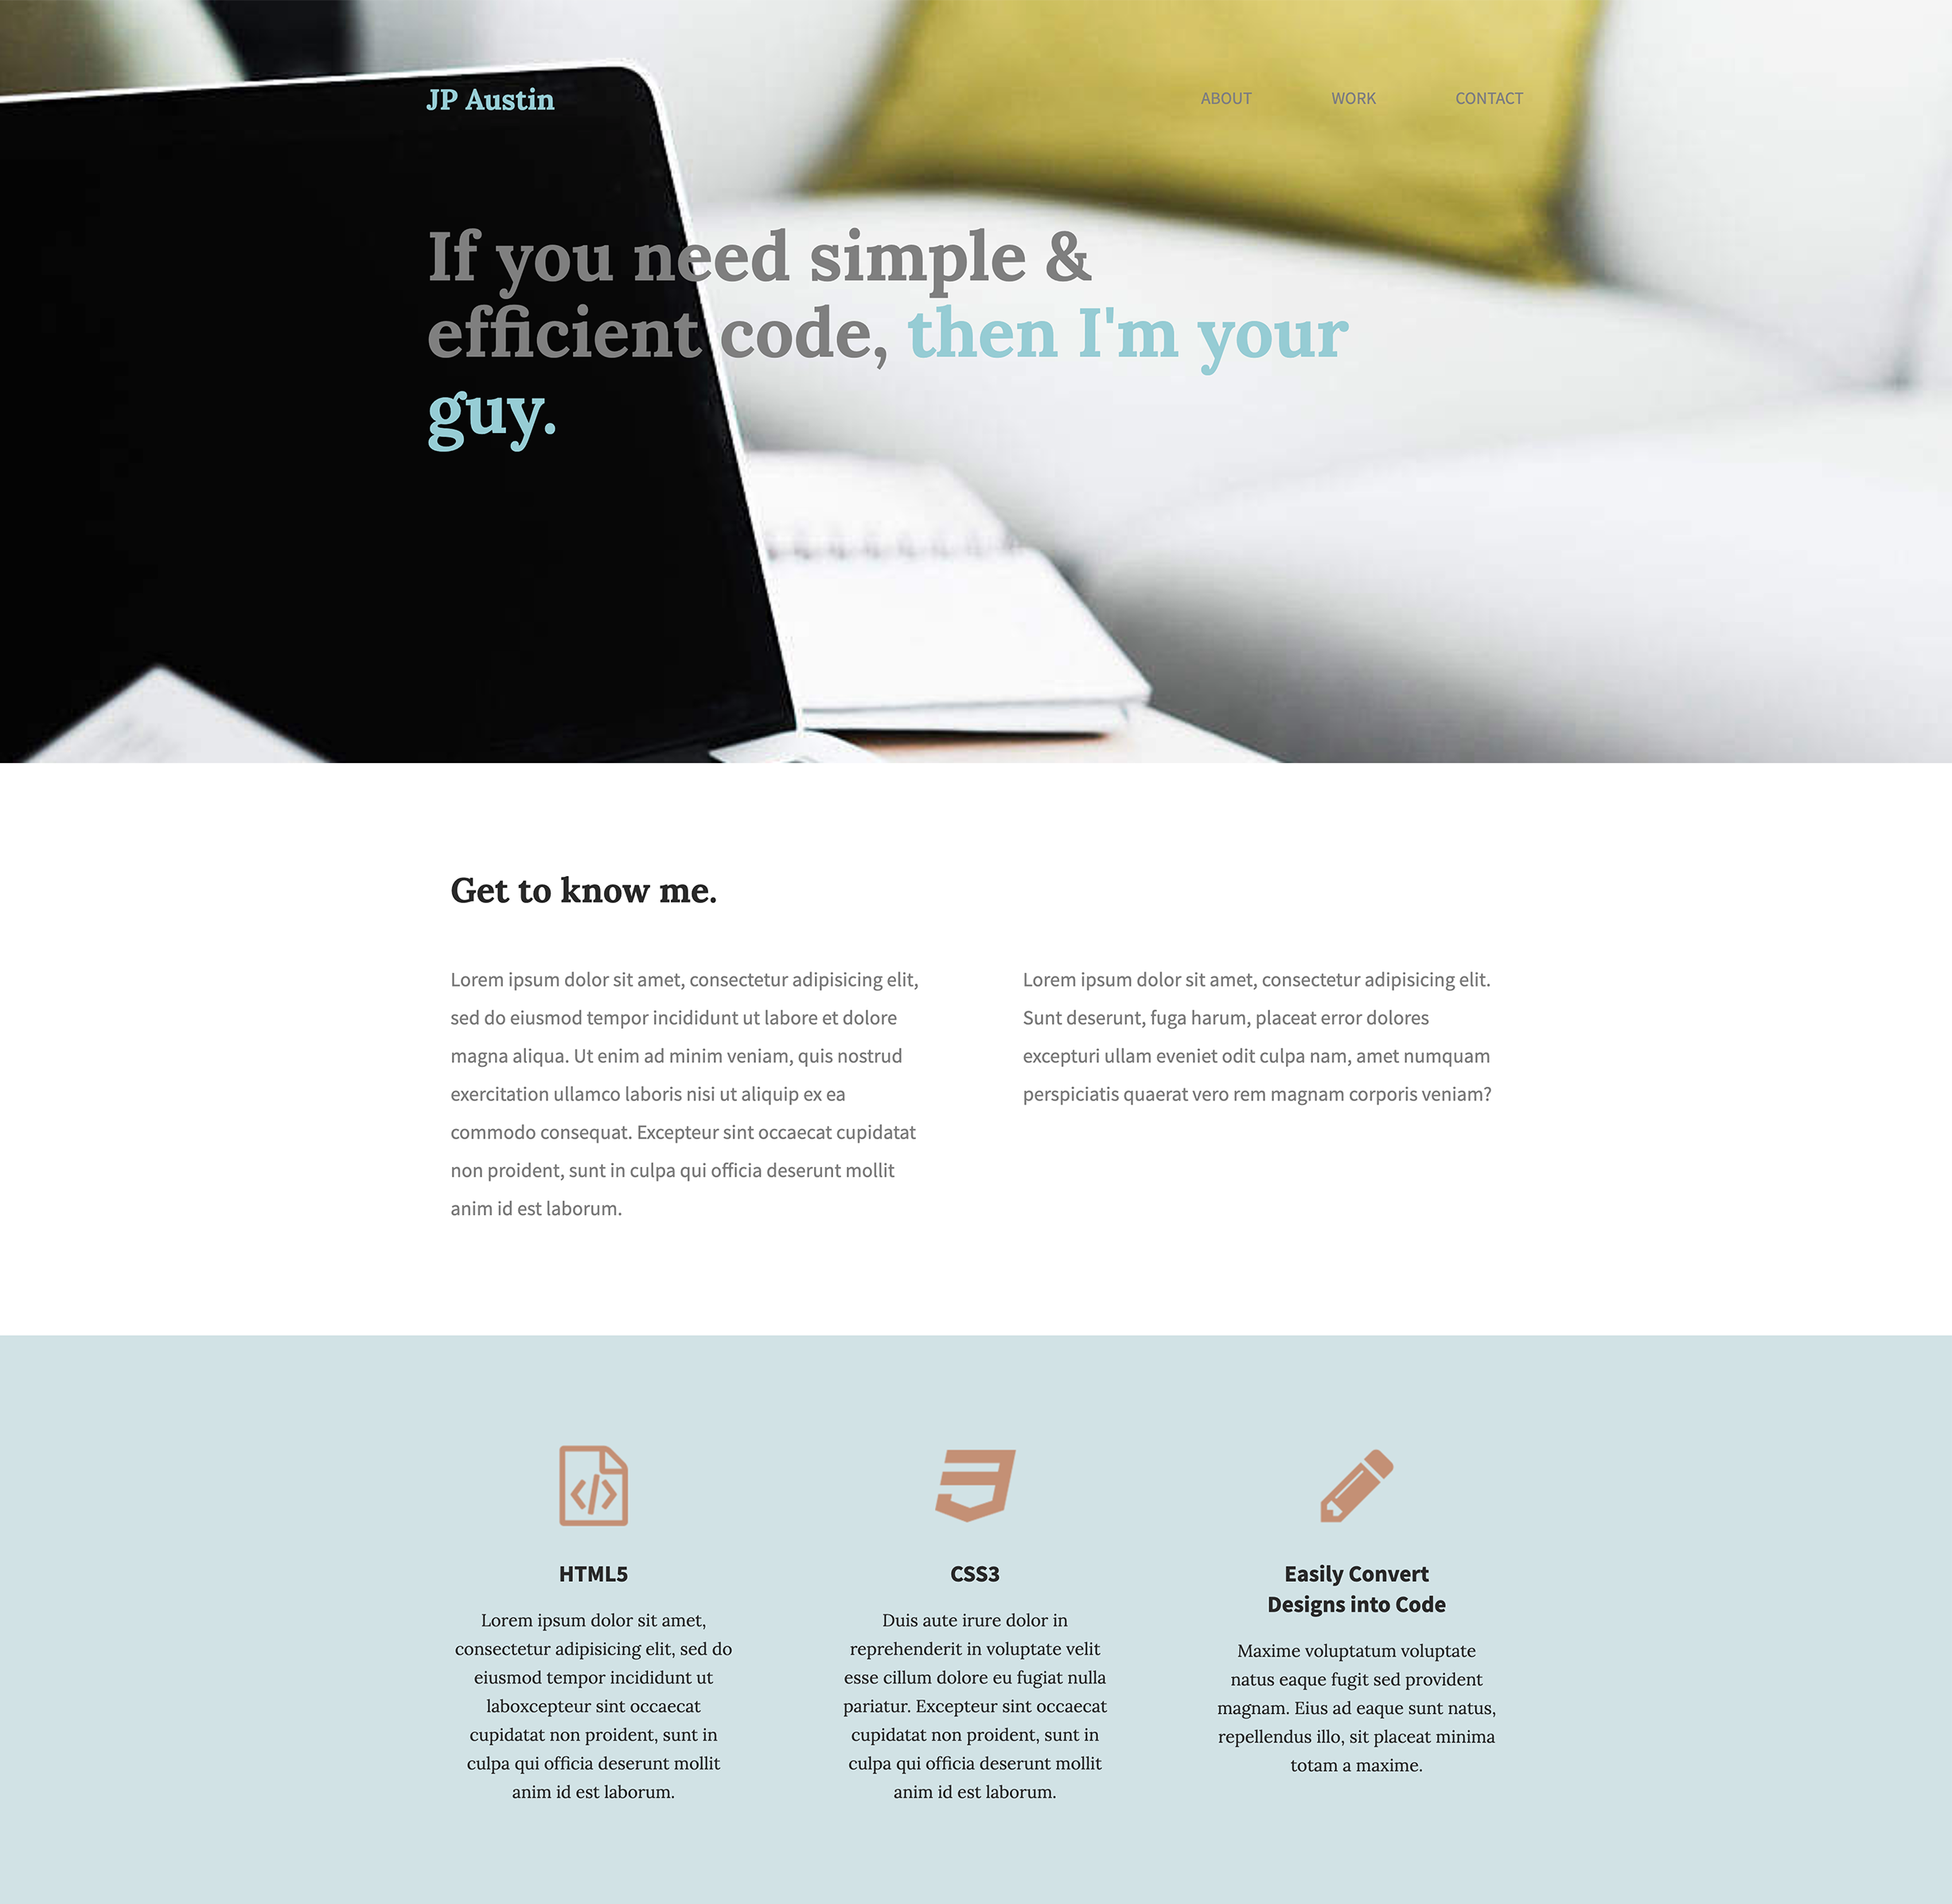 JP Austin
ABOUT WORK CONTACT
If you need simple &
efficient code, then I'm your
guy.
Get to know me.
Lorem ipsum dolor sit amet, consectetur adipisicing elit,
sed do eiusmod tempor incididunt ut labore et dolore
magna aliqua. Ut enim ad minim veniam, quis nostrud
exercitation ullamco laboris nisi ut aliquip ex ea
commodo consequat. Excepteur sint occaecat cupidatat
non proident, sunt in culpa qui officia deserunt mollit
anim id est laborum.
Lorem ipsum dolor sit amet, consectetur adipisicing elit.
Sunt deserunt, fuga harum, placeat error dolores
excepturi ullam eveniet odit culpa nam, amet numquam
perspiciatis quaerat vero rem magnam corporis veniam?
HTML5
Lorem ipsum dolor sit amet,
consectetur adipisicing elit, sed do
eiusmod tempor incididunt ut
laboxcepteur sint occaecat
cupidatat non proident, sunt in
culpa qui officia deserunt mollit
anim id est laborum.
CSS3
Duis aute irure dolor in
reprehenderit in voluptate velit
esse cillum dolore eu fugiat nulla
pariatur. Excepteur sint occaecat
cupidatat non proident, sunt in
culpa qui officia deserunt mollit
anim id est laborum.
Easily Convert
Designs into Code
Maxime voluptatum voluptate
natus eaque fugit sed provident
magnam. Eius ad eaque sunt natus,
repellendus illo, sit placeat minima
totam a maxime.